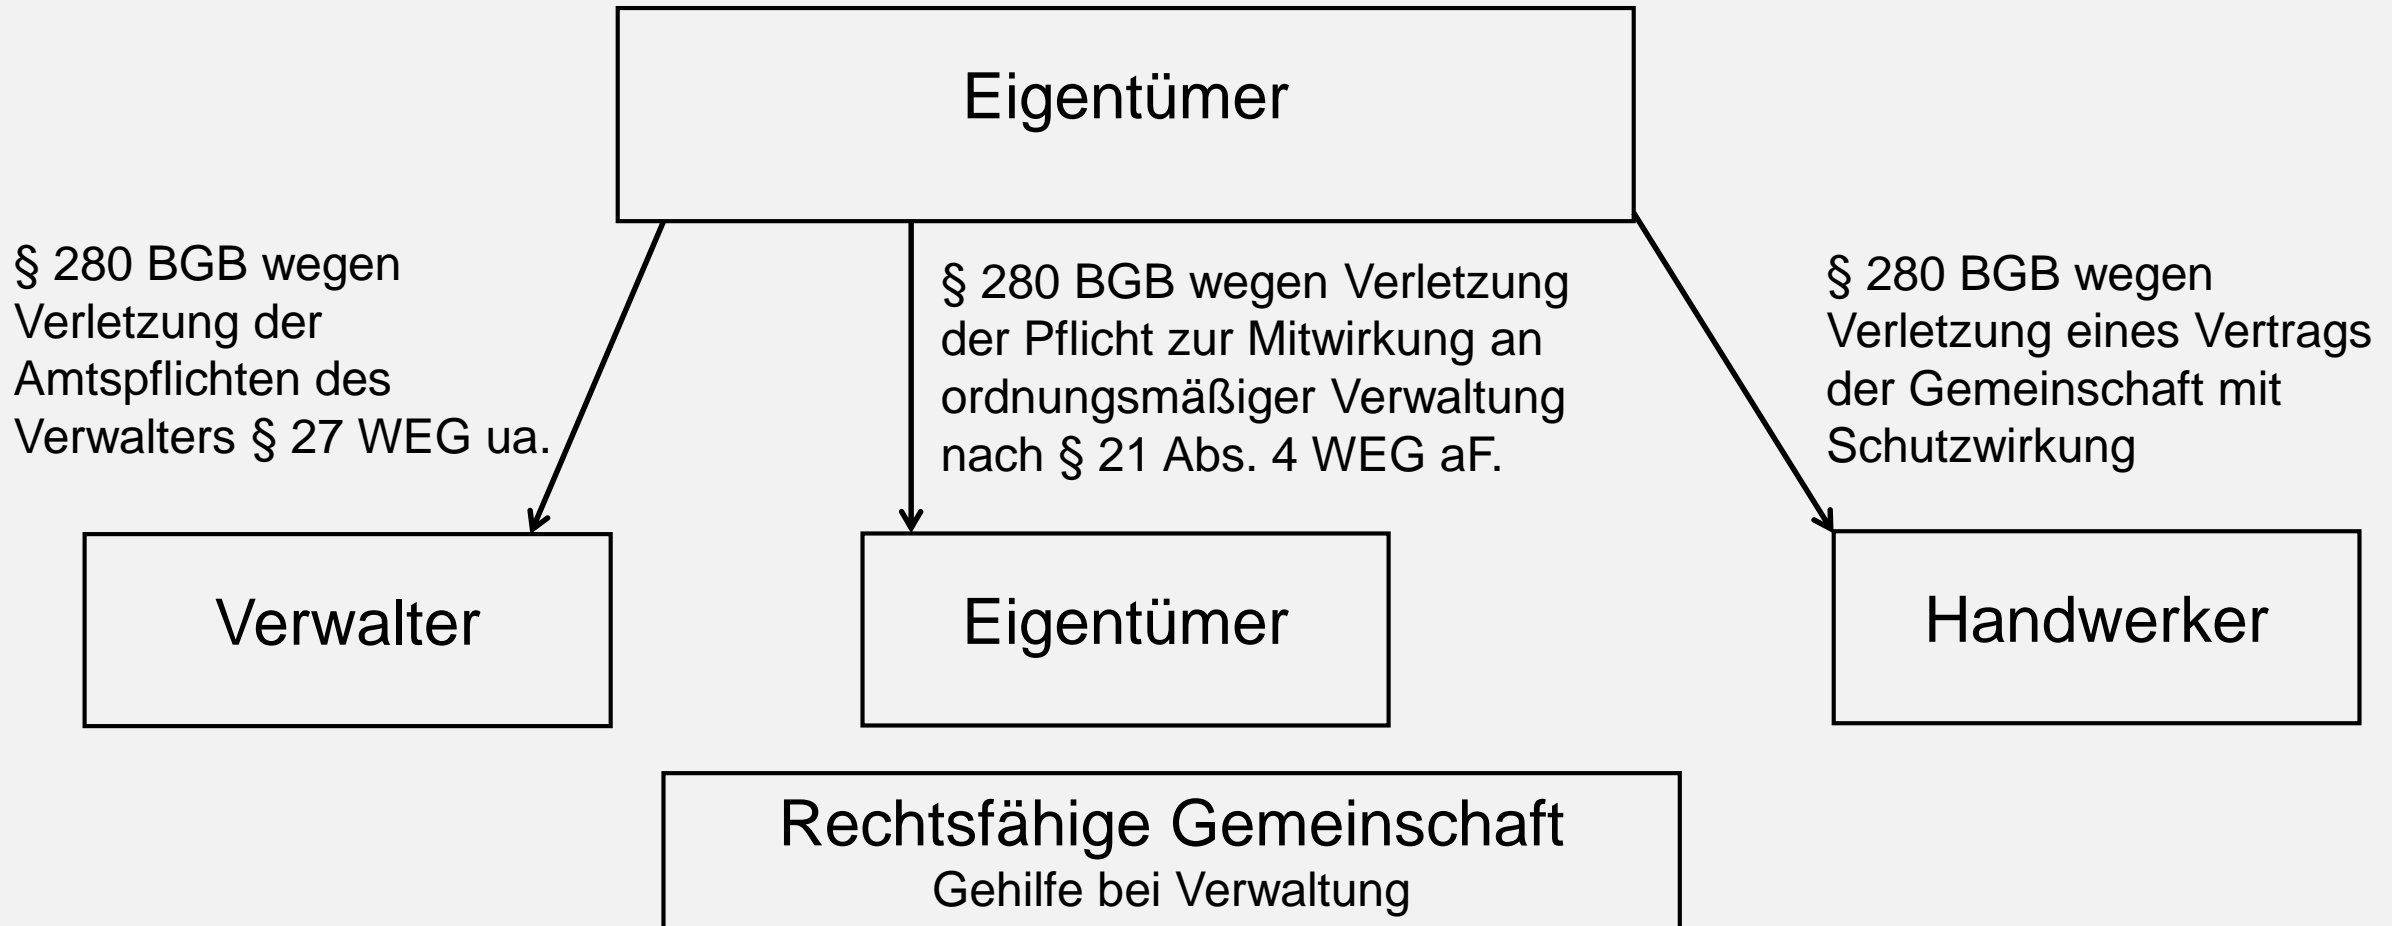 Eigentümer
§ 280 BGB wegen
Verletzung der
Amtspflichten des
Verwalters § 27 WEG ua.
§ 280 BGB wegen Verletzung
der Pflicht zur Mitwirkung an
ordnungsmäßiger Verwaltung
nach § 21 Abs. 4 WEG aF.
§ 280 BGB wegen
Verletzung eines Vertrags
der Gemeinschaft mit
Schutzwirkung
Verwalter
Eigentümer
Handwerker
Rechtsfähige Gemeinschaft
Gehilfe bei Verwaltung